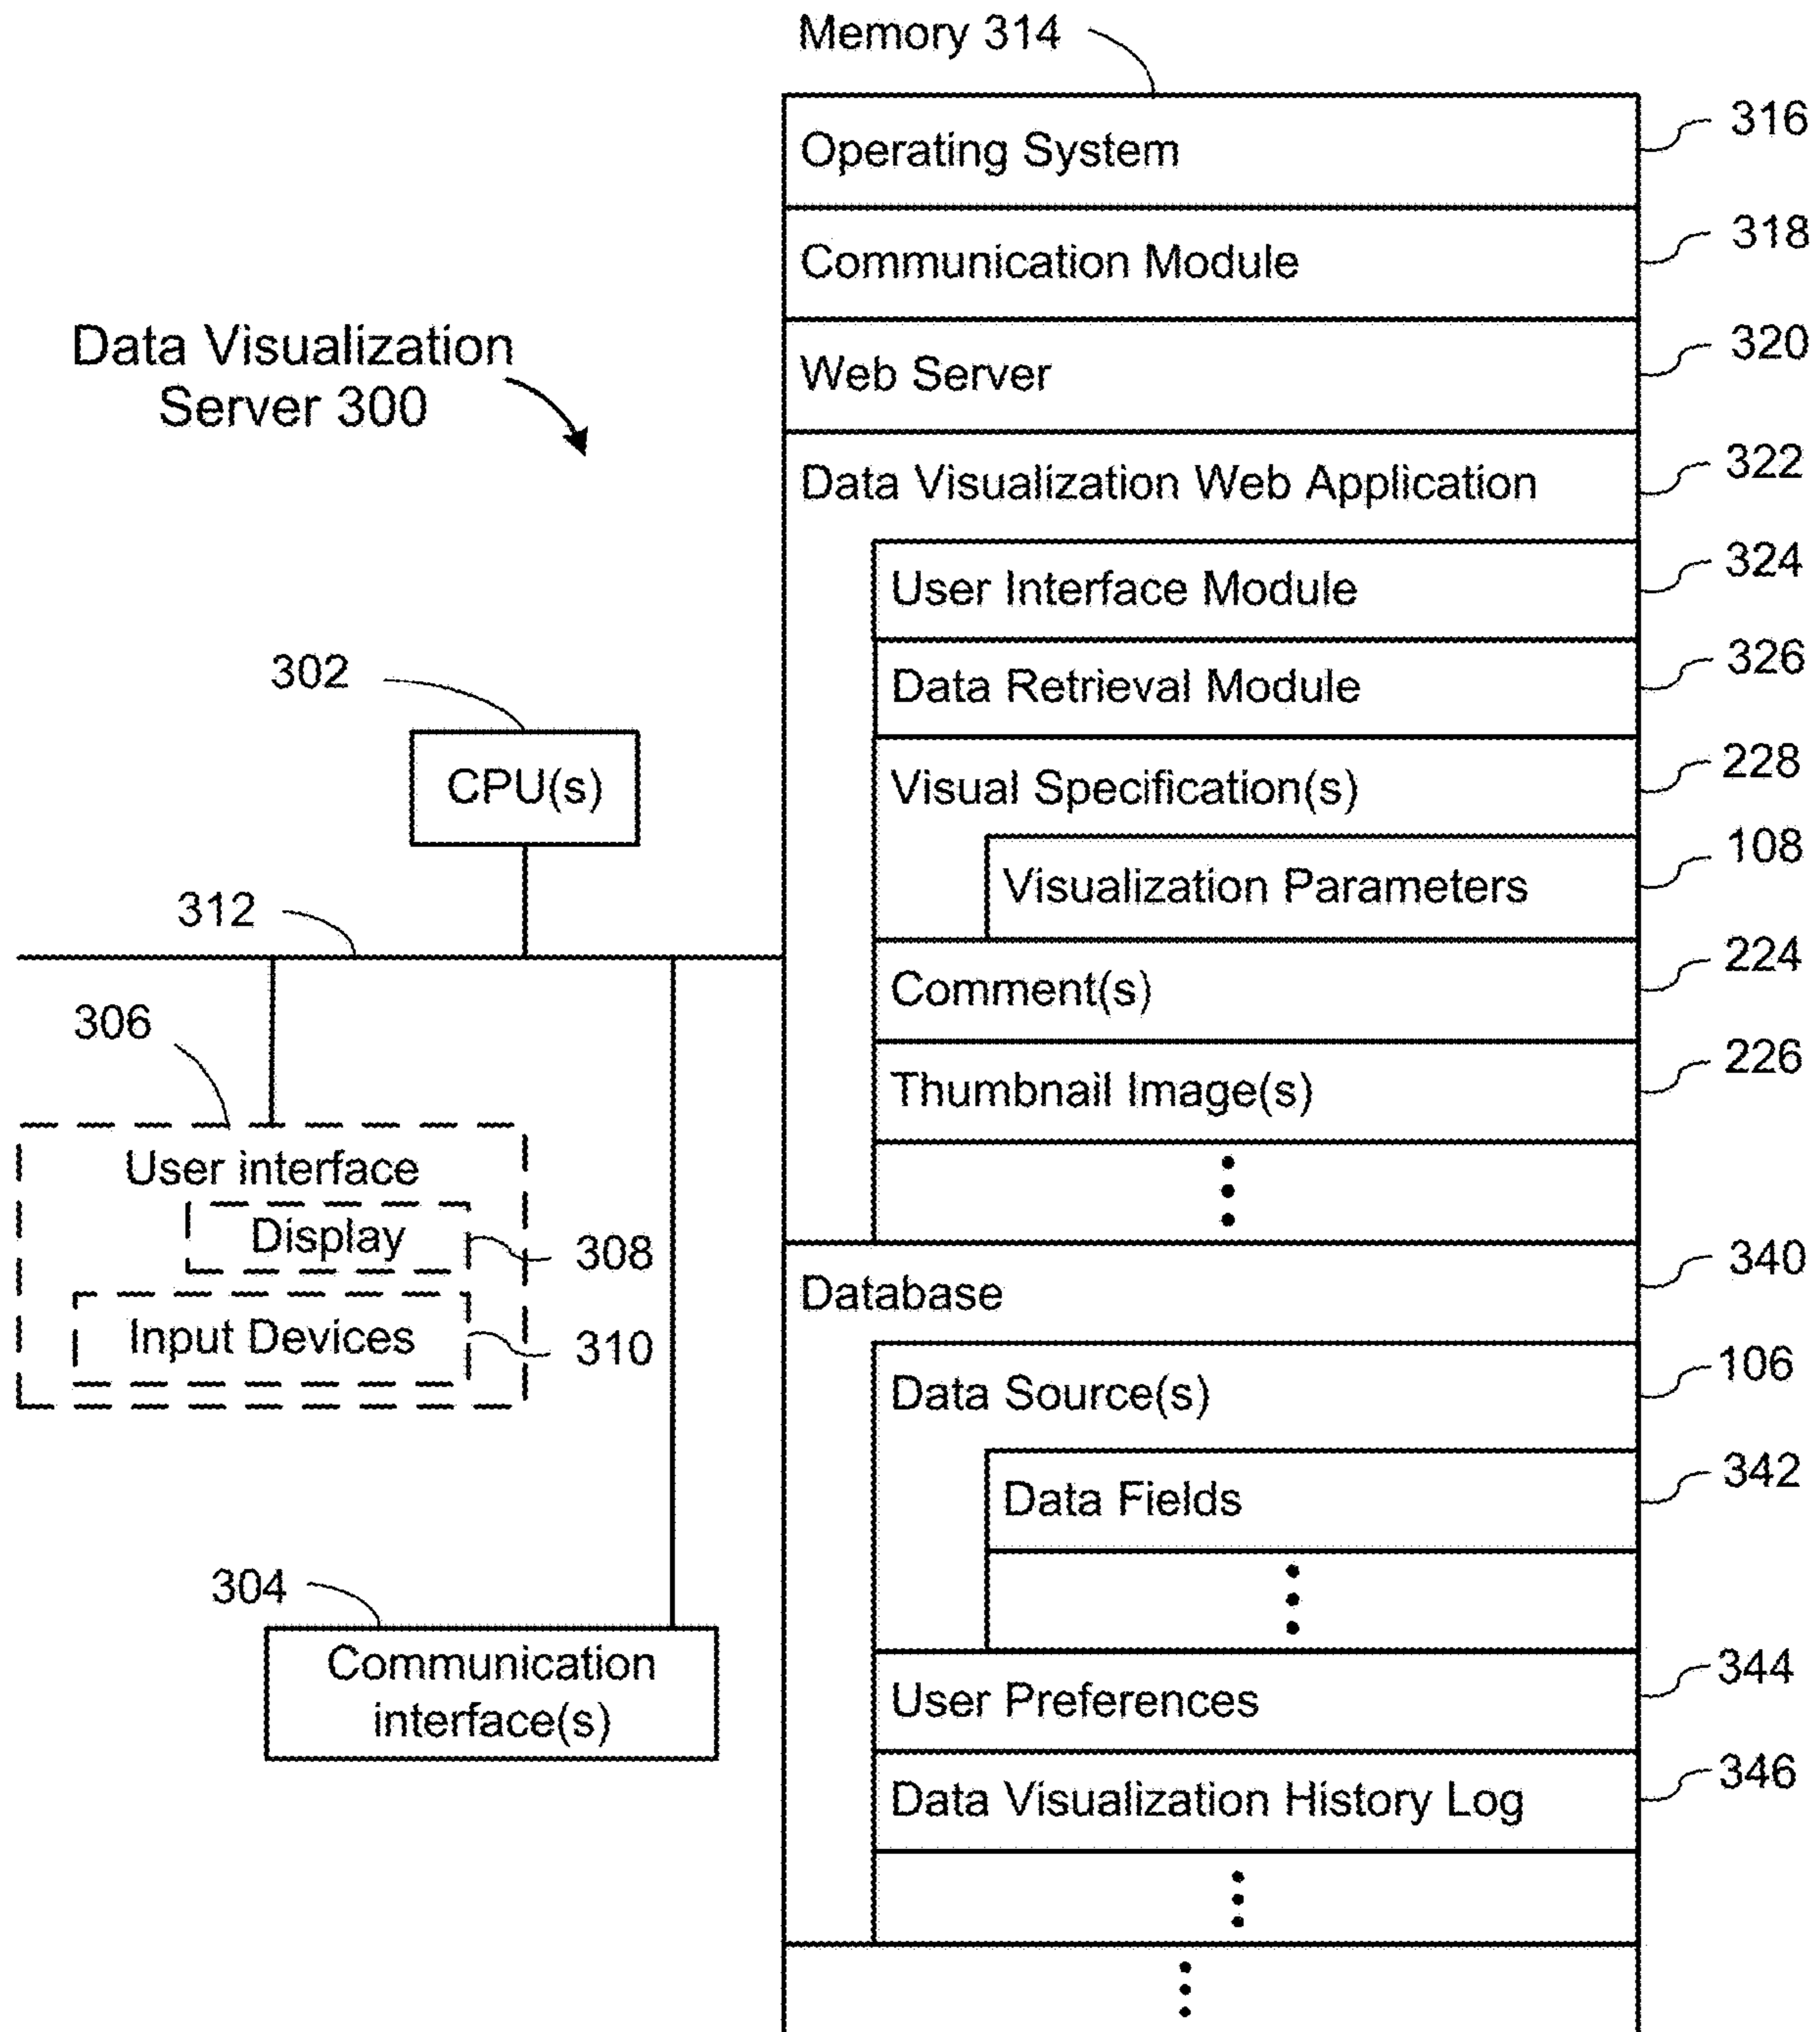 Memory 314
Operating System 316
Communication Module 318
Data Visualization
Server 300
Web Server 320
Data Visualization Web Application 322
User Interface Module 324
Data Retrieval Module 326
Visual Specification(s) 228
Visualization Parameters 108
Comment(s) 224
Thumbnail Image(s) 226
302
CPU(s)
312
306
User interface
Display 308
Input Devices 310
304
Communication
interface(s)
Database 340
Data Source(s) 106
Data Fields 342
User Preferences 344
Data Visualization History Log 346